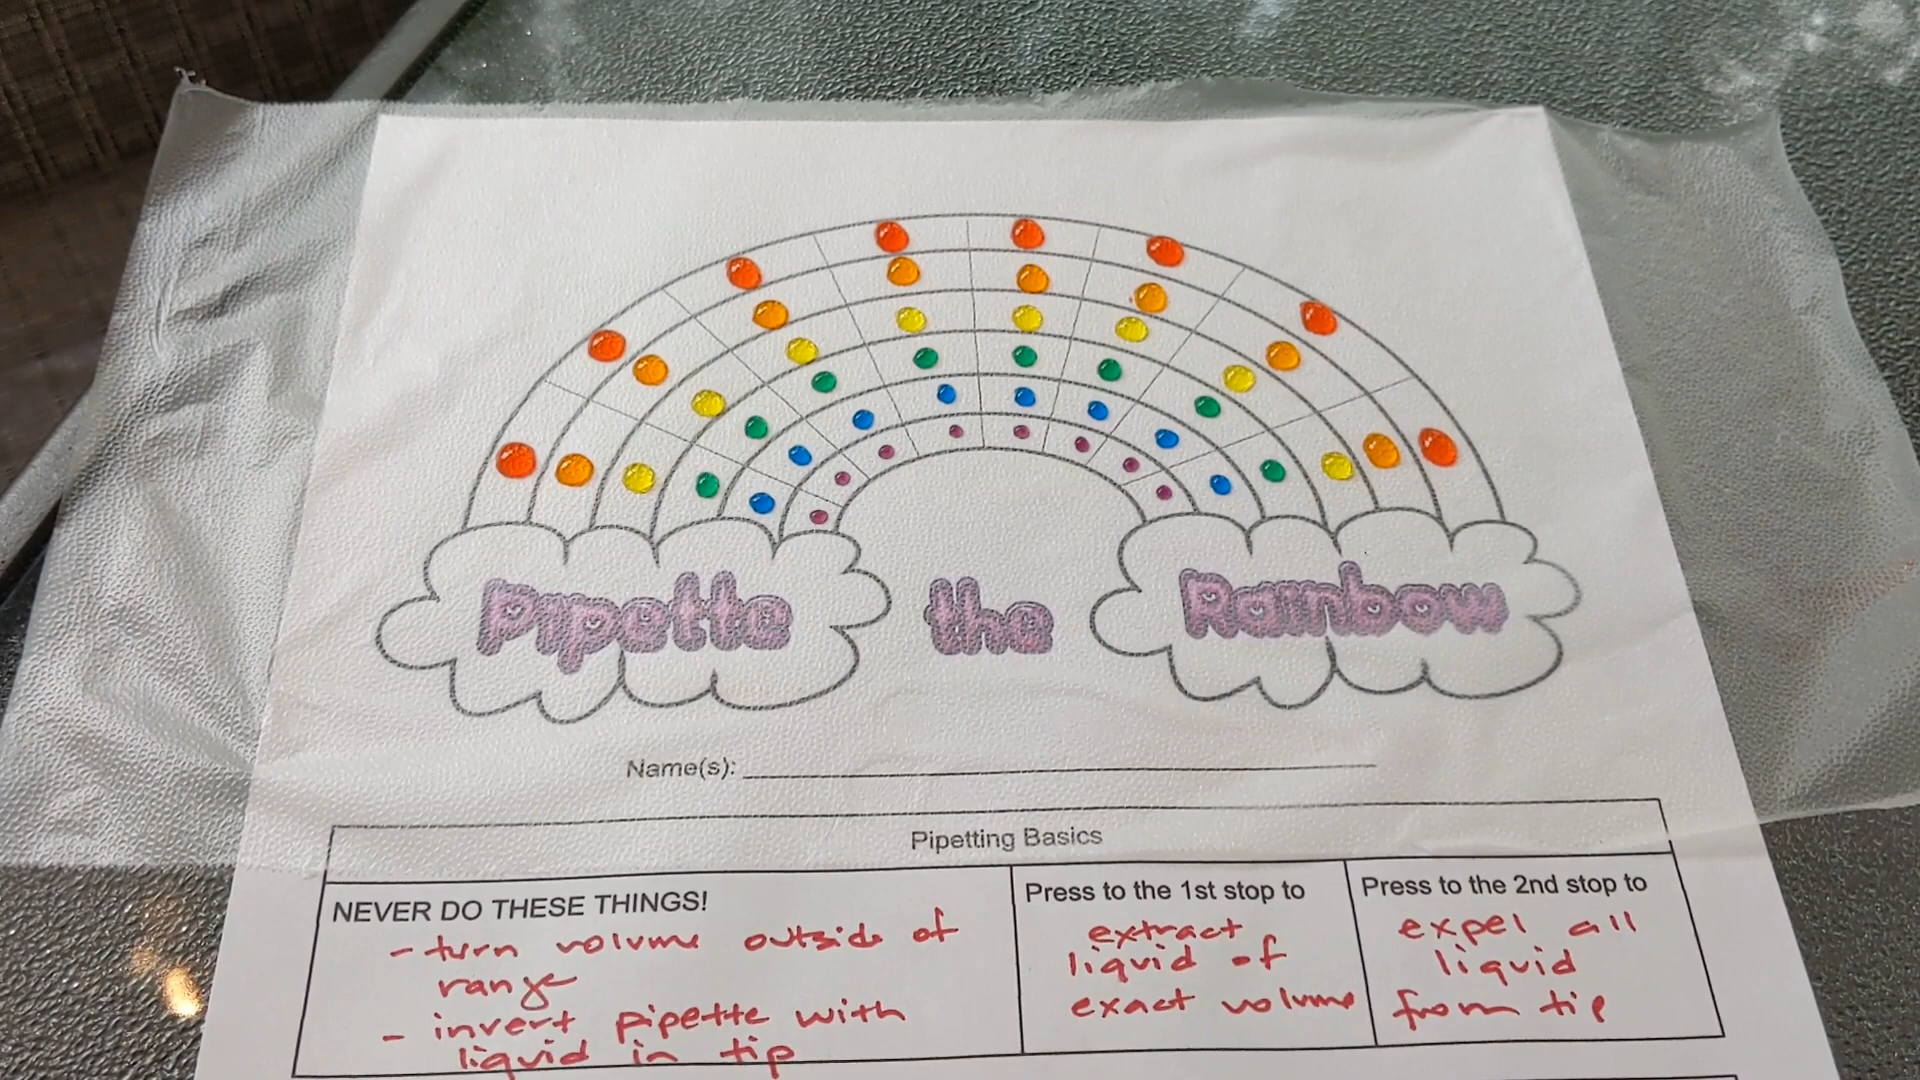 Pipette the Rainbow
Name(s):
Pipetting Basics
NEVER DO THESE THINGS!
- turn volume outside of
range
- invert pipette with
liquid in tip
Press to the 1st stop to
extract
liquid of
exact volume
Press to the 2nd stop to
expel all
liquid
from tip